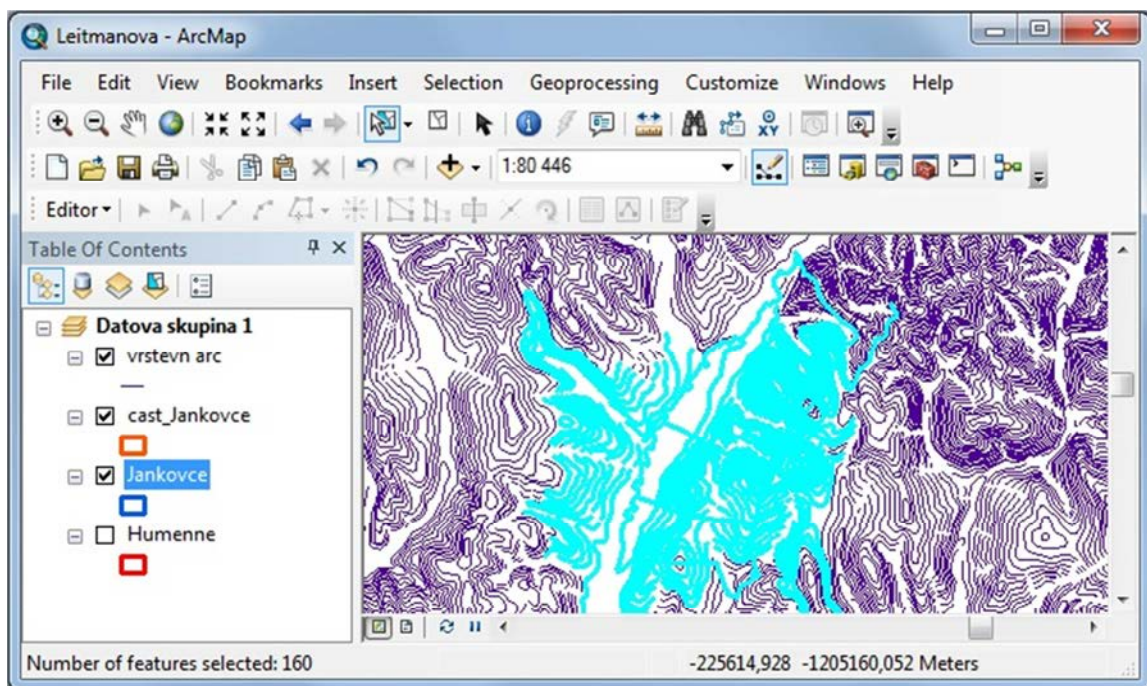 Leitmanova - ArcMap
File Edit View Bookmarks Insert Selection Geoprocessing Customize Windows Help
XY
1:80 446
Editor
Table Of Contents
Datova skupina 1
vrstevn arc
cast_Jankovce
Jankovce
Humenne
Number of features selected: 160
-225614,928 -1205160,052 Meters